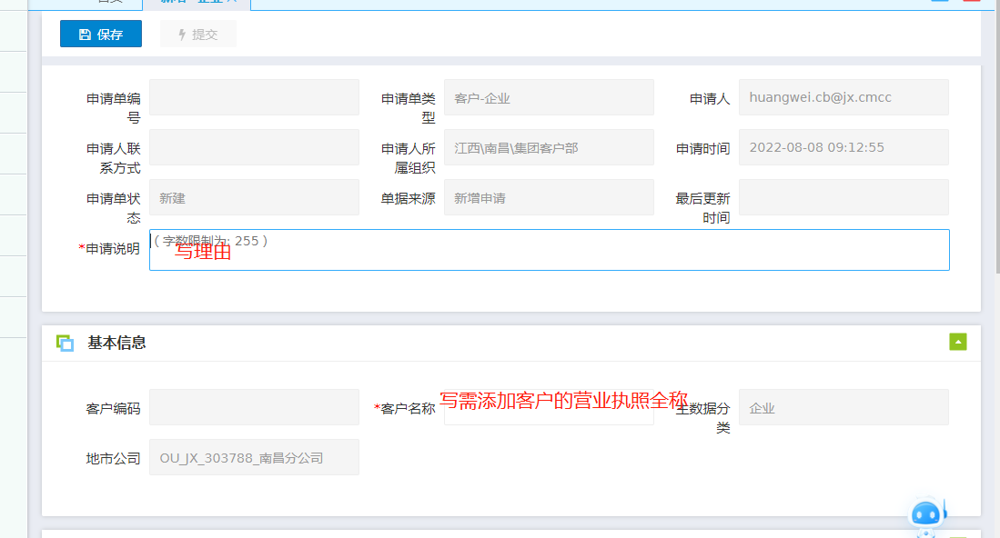 保存 提交
申请单编号 申请单类型 客户-企业 申请人 huangwei.cb@jx.cmcc
申请人联系方式 申请人所属组织 江西\南昌\集团客户部 申请时间 2022-08-08 09:12:55
申请单状态 新建 单据来源 新增申请 最后更新时间
*申请说明 ( 字数限制为: 255 )
写理由
基本信息
客户编码 *客户名称 写需添加客户的营业执照全称 主数据分类 企业
地市公司 OU_JX_303788_南昌分公司